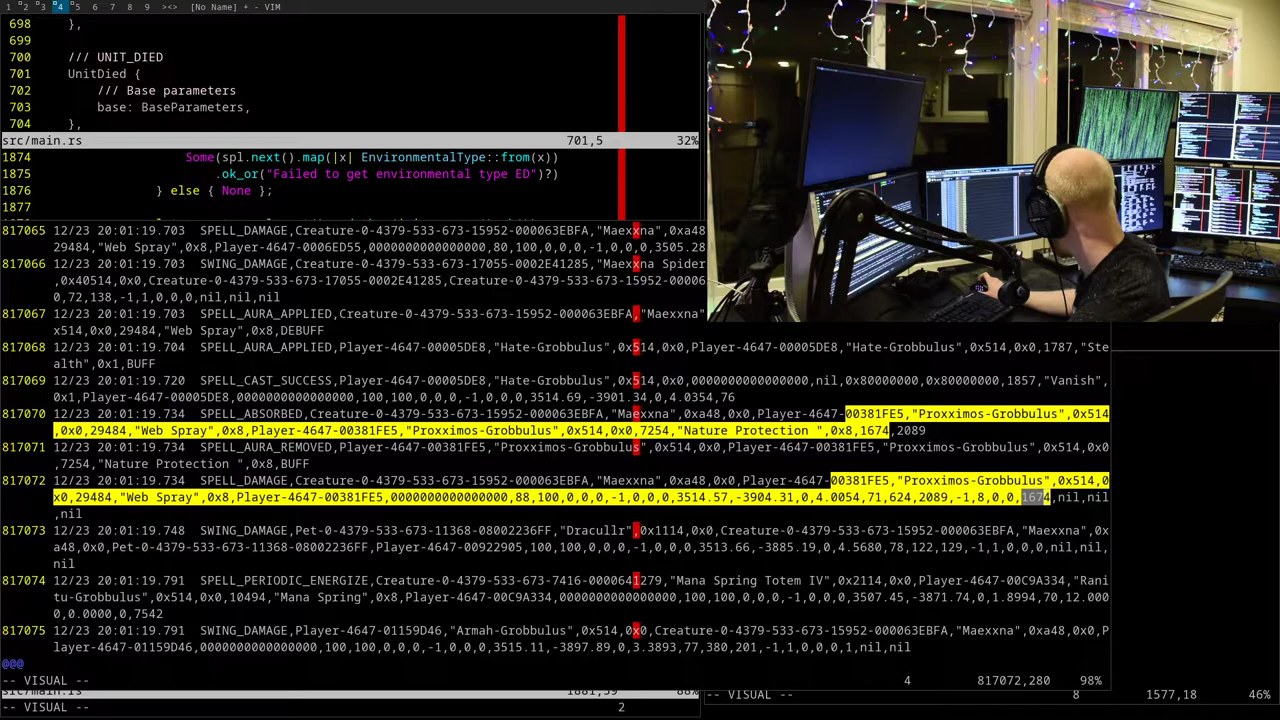 1 2 3 4 5 6 7 8 9 ><> [No Name] + - VIM
698 },
699
700 /// UNIT_DIED
701 UnitDied {
702 /// Base parameters
703 base: BaseParameters,
704 },
src/main.rs 701,5 32%
1874 Some(spl.next().map(|x| EnvironmentalType::from(x))
1875 .ok_or("Failed to get environmental type ED")?)
1876 } else { None };
1877
817065 12/23 20:01:19.703 SPELL_DAMAGE,Creature-0-4379-533-673-15952-000063EBFA,"Maexxna",0xa48
29484,"Web Spray",0x8,Player-4647-0006ED55,0000000000000000,80,100,0,0,0,-1,0,0,0,3505.28
817066 12/23 20:01:19.703 SWING_DAMAGE,Creature-0-4379-533-673-17055-0002E41285,"Maexxna Spider
,0x40514,0x0,Creature-0-4379-533-673-17055-0002E41285,Creature-0-4379-533-673-15952-00006
0,72,138,-1,1,0,0,0,nil,nil,nil
817067 12/23 20:01:19.703 SPELL_AURA_APPLIED,Creature-0-4379-533-673-15952-000063EBFA,"Maexxna"
x514,0x0,29484,"Web Spray",0x8,DEBUFF
817068 12/23 20:01:19.704 SPELL_AURA_APPLIED,Player-4647-00005DE8,"Hate-Grobbulus",0x514,0x0,Player-4647-00005DE8,"Hate-Grobbulus",0x514,0x0,1787,"Ste
alth",0x1,BUFF
817069 12/23 20:01:19.720 SPELL_CAST_SUCCESS,Player-4647-00005DE8,"Hate-Grobbulus",0x514,0x0,0000000000000000,nil,0x80000000,0x80000000,1857,"Vanish",
0x1,Player-4647-00005DE8,0000000000000000,100,100,0,0,0,-1,0,0,0,3514.69,-3901.34,0,4.0354,76
817070 12/23 20:01:19.734 SPELL_ABSORBED,Creature-0-4379-533-673-15952-000063EBFA,"Maexxna",0xa48,0x0,Player-4647-00381FE5,"Proxximos-Grobbulus",0x514
,0x0,29484,"Web Spray",0x8,Player-4647-00381FE5,"Proxximos-Grobbulus",0x514,0x0,7254,"Nature Protection ",0x8,1674,2089
817071 12/23 20:01:19.734 SPELL_AURA_REMOVED,Player-4647-00381FE5,"Proxximos-Grobbulus",0x514,0x0,Player-4647-00381FE5,"Proxximos-Grobbulus",0x514,0x0
,7254,"Nature Protection ",0x8,BUFF
817072 12/23 20:01:19.734 SPELL_DAMAGE,Creature-0-4379-533-673-15952-000063EBFA,"Maexxna",0xa48,0x0,Player-4647-00381FE5,"Proxximos-Grobbulus",0x514,0
x0,29484,"Web Spray",0x8,Player-4647-00381FE5,0000000000000000,88,100,0,0,0,-1,0,0,0,3514.57,-3904.31,0,4.0054,71,624,2089,-1,8,0,0,1674,nil,nil
,nil
817073 12/23 20:01:19.748 SWING_DAMAGE,Pet-0-4379-533-673-11368-08002236FF,"Dracullr",0x1114,0x0,Creature-0-4379-533-673-15952-000063EBFA,"Maexxna",0x
a48,0x0,Pet-0-4379-533-673-11368-08002236FF,Player-4647-00922905,100,100,0,0,0,-1,0,0,0,3513.66,-3885.19,0,4.5680,78,122,129,-1,1,0,0,0,nil,nil,
nil
817074 12/23 20:01:19.791 SPELL_PERIODIC_ENERGIZE,Creature-0-4379-533-673-7416-0000641279,"Mana Spring Totem IV",0x2114,0x0,Player-4647-00C9A334,"Rani
tu-Grobbulus",0x514,0x0,10494,"Mana Spring",0x8,Player-4647-00C9A334,0000000000000000,100,100,0,0,0,-1,0,0,0,3507.45,-3871.74,0,1.8994,70,12.000
0,0.0000,0,7542
817075 12/23 20:01:19.791 SWING_DAMAGE,Player-4647-01159D46,"Armah-Grobbulus",0x514,0x0,Creature-0-4379-533-673-15952-000063EBFA,"Maexxna",0xa48,0x0,P
layer-4647-01159D46,0000000000000000,100,100,0,0,0,-1,0,0,0,3515.11,-3897.89,0,3.3893,77,380,201,-1,1,0,0,0,1,nil,nil
@@@
-- VISUAL -- 4 817072,280 98%
src/main.rs 1881,59 86%
-- VISUAL -- 2
-- VISUAL -- 8 1577,18 46%